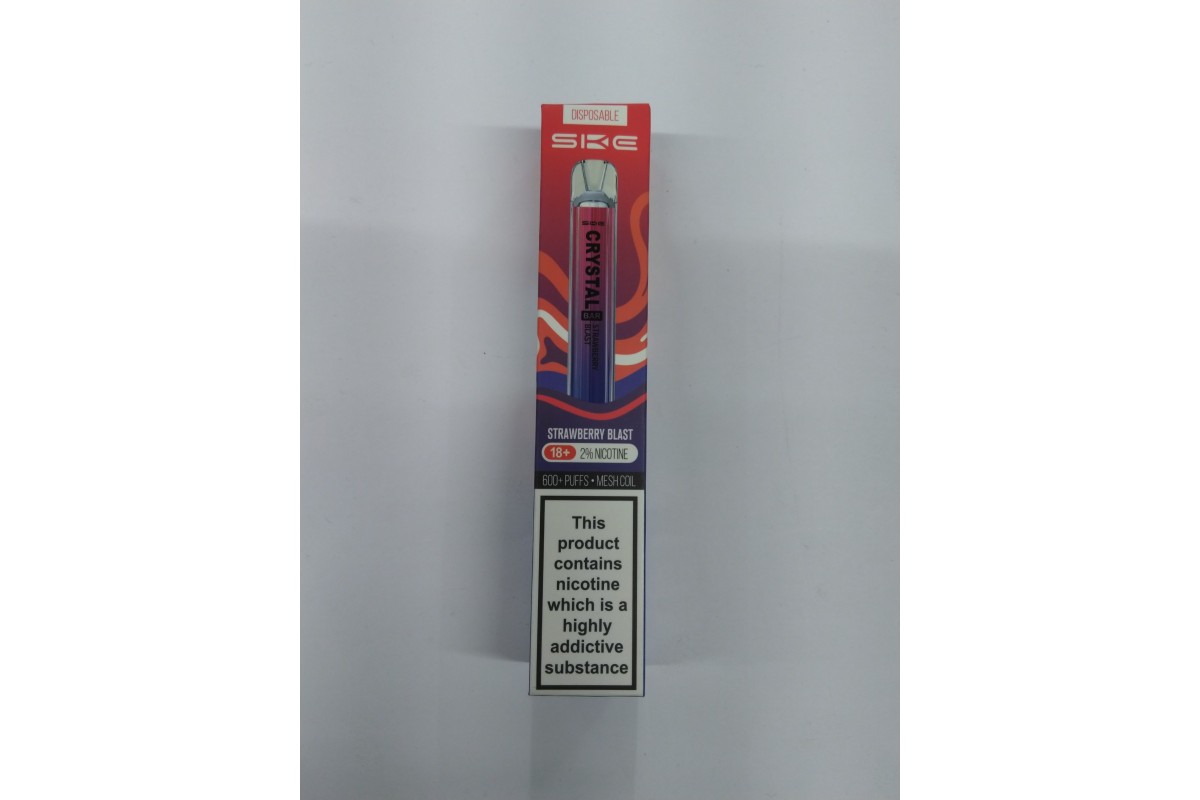 DISPOSABLE
SKE
SKE
CRYSTAL
BAR
STRAWBERRY
BLAST
STRAWBERRY BLAST
18+ 2% NICOTINE
600+ PUFFS • MESH COIL
This
product
contains
nicotine
which is a
highly
addictive
substance